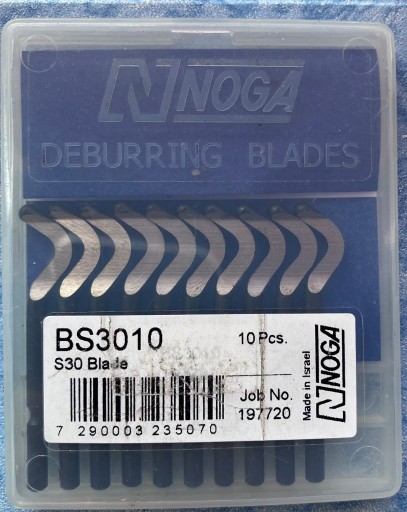 NOGA
DEBURRING BLADES
BS3010
10 Pcs.
S30 Blade
Job No.
197720
7 290003 235070
Made in Israel
NOGA